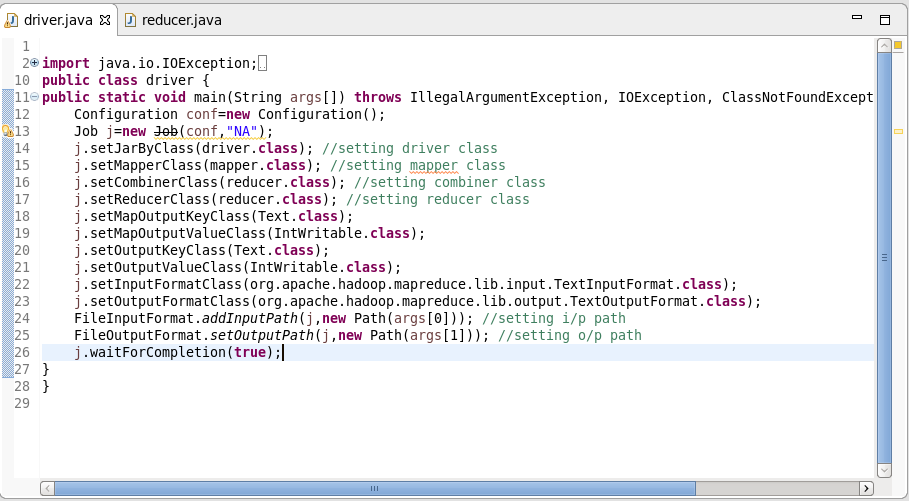 driver.java reducer.java
1
2 import java.io.IOException;
10 public class driver {
11 public static void main(String args[]) throws IllegalArgumentException, IOException, ClassNotFoundExcept
12 Configuration conf=new Configuration();
13 Job j=new Job(conf,"NA");
14 j.setJarByClass(driver.class); //setting driver class
15 j.setMapperClass(mapper.class); //setting mapper class
16 j.setCombinerClass(reducer.class); //setting combiner class
17 j.setReducerClass(reducer.class); //setting reducer class
18 j.setMapOutputKeyClass(Text.class);
19 j.setMapOutputValueClass(IntWritable.class);
20 j.setOutputKeyClass(Text.class);
21 j.setOutputValueClass(IntWritable.class);
22 j.setInputFormatClass(org.apache.hadoop.mapreduce.lib.input.TextInputFormat.class);
23 j.setOutputFormatClass(org.apache.hadoop.mapreduce.lib.output.TextOutputFormat.class);
24 FileInputFormat.addInputPath(j,new Path(args[0])); //setting i/p path
25 FileOutputFormat.setOutputPath(j,new Path(args[1])); //setting o/p path
26 j.waitForCompletion(true);
27 }
28 }
29